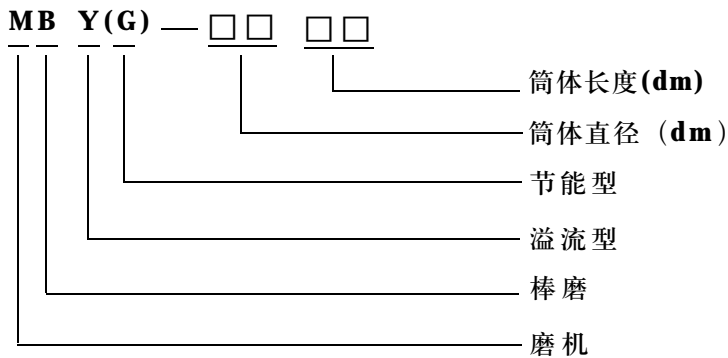 MB Y(G) — □□ □□
筒体长度(dm)
筒体直径（dm）
节能型
溢流型
棒磨
磨机